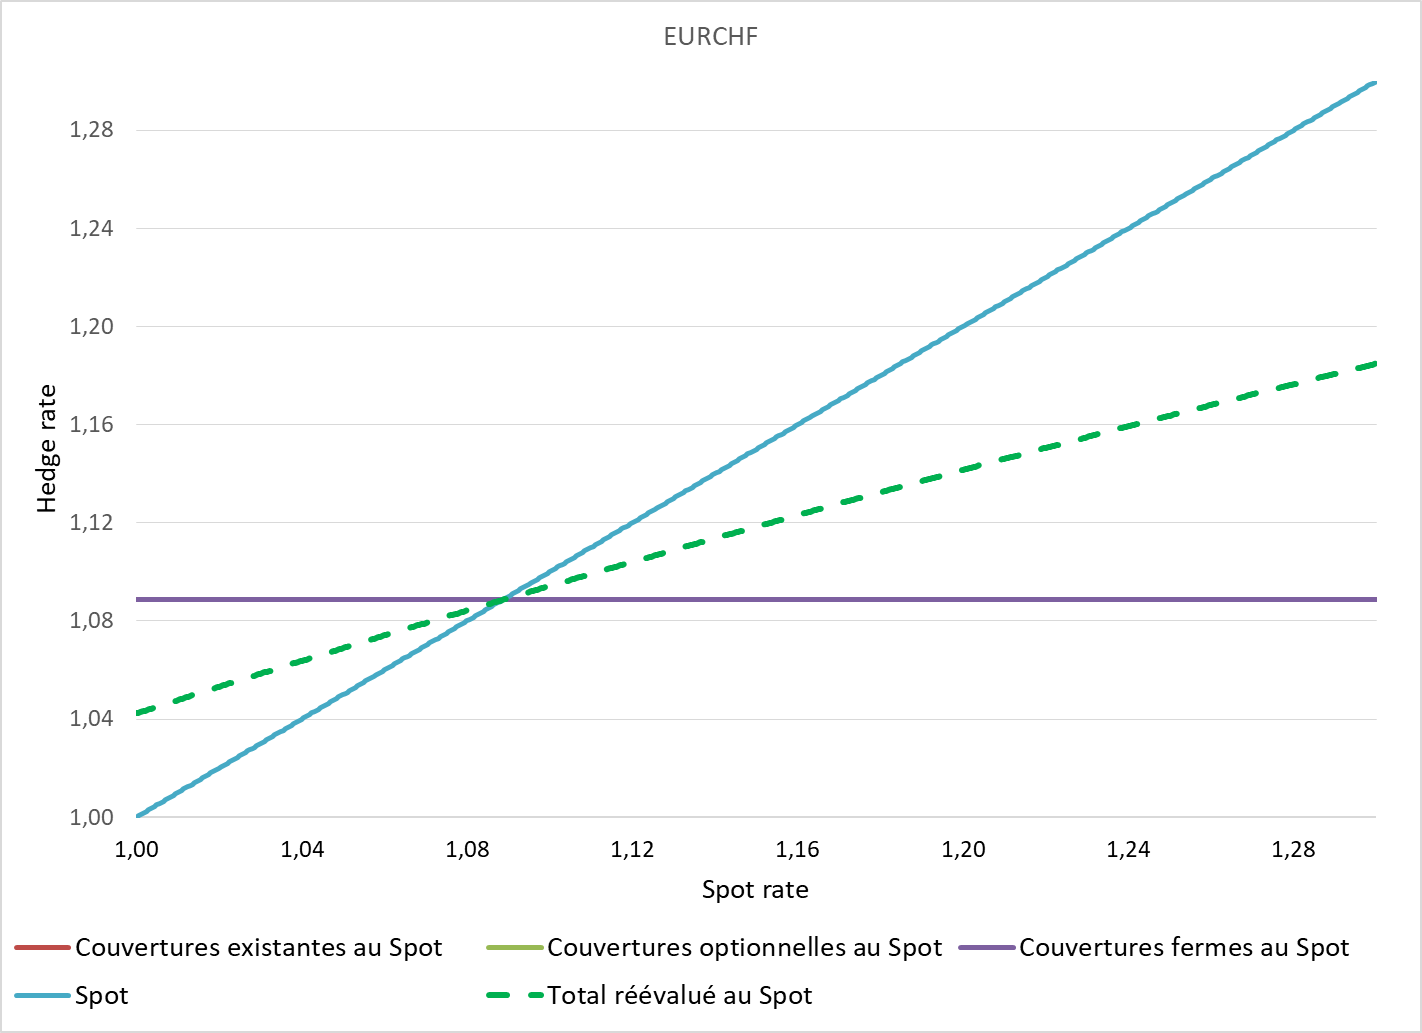 EURCHF
1,28
1,24
1,20
1,16
1,12
1,08
1,04
1,00
Hedge rate
1,00 1,04 1,08 1,12 1,16 1,20 1,24 1,28
Spot rate
Couvertures existantes au Spot Couvertures optionnelles au Spot Couvertures fermes au Spot
Spot Total réévalué au Spot